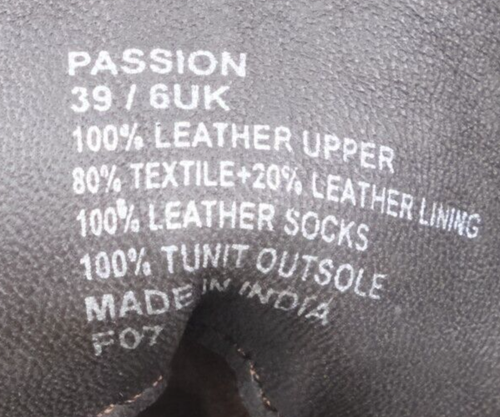 PASSION
39 / 6UK
100% LEATHER UPPER
80% TEXTILE+20% LEATHER LINING
100% LEATHER SOCKS
100% TUNIT OUTSOLE
MADE IN INDIA
F07